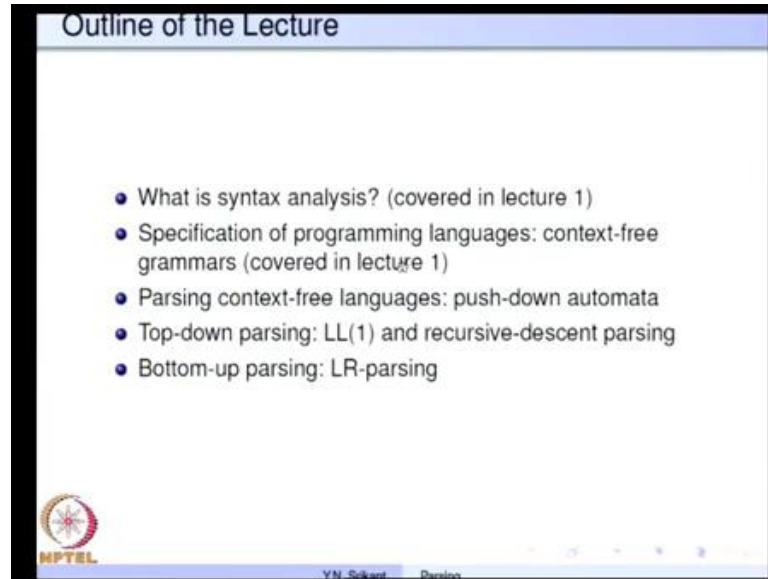 Outline of the Lecture
What is syntax analysis? (covered in lecture 1)
Specification of programming languages: context-free
grammars (covered in lecture 1)
Parsing context-free languages: push-down automata
Top-down parsing: LL(1) and recursive-descent parsing
Bottom-up parsing: LR-parsing
NPTEL
Y.N. Srikant Parsing